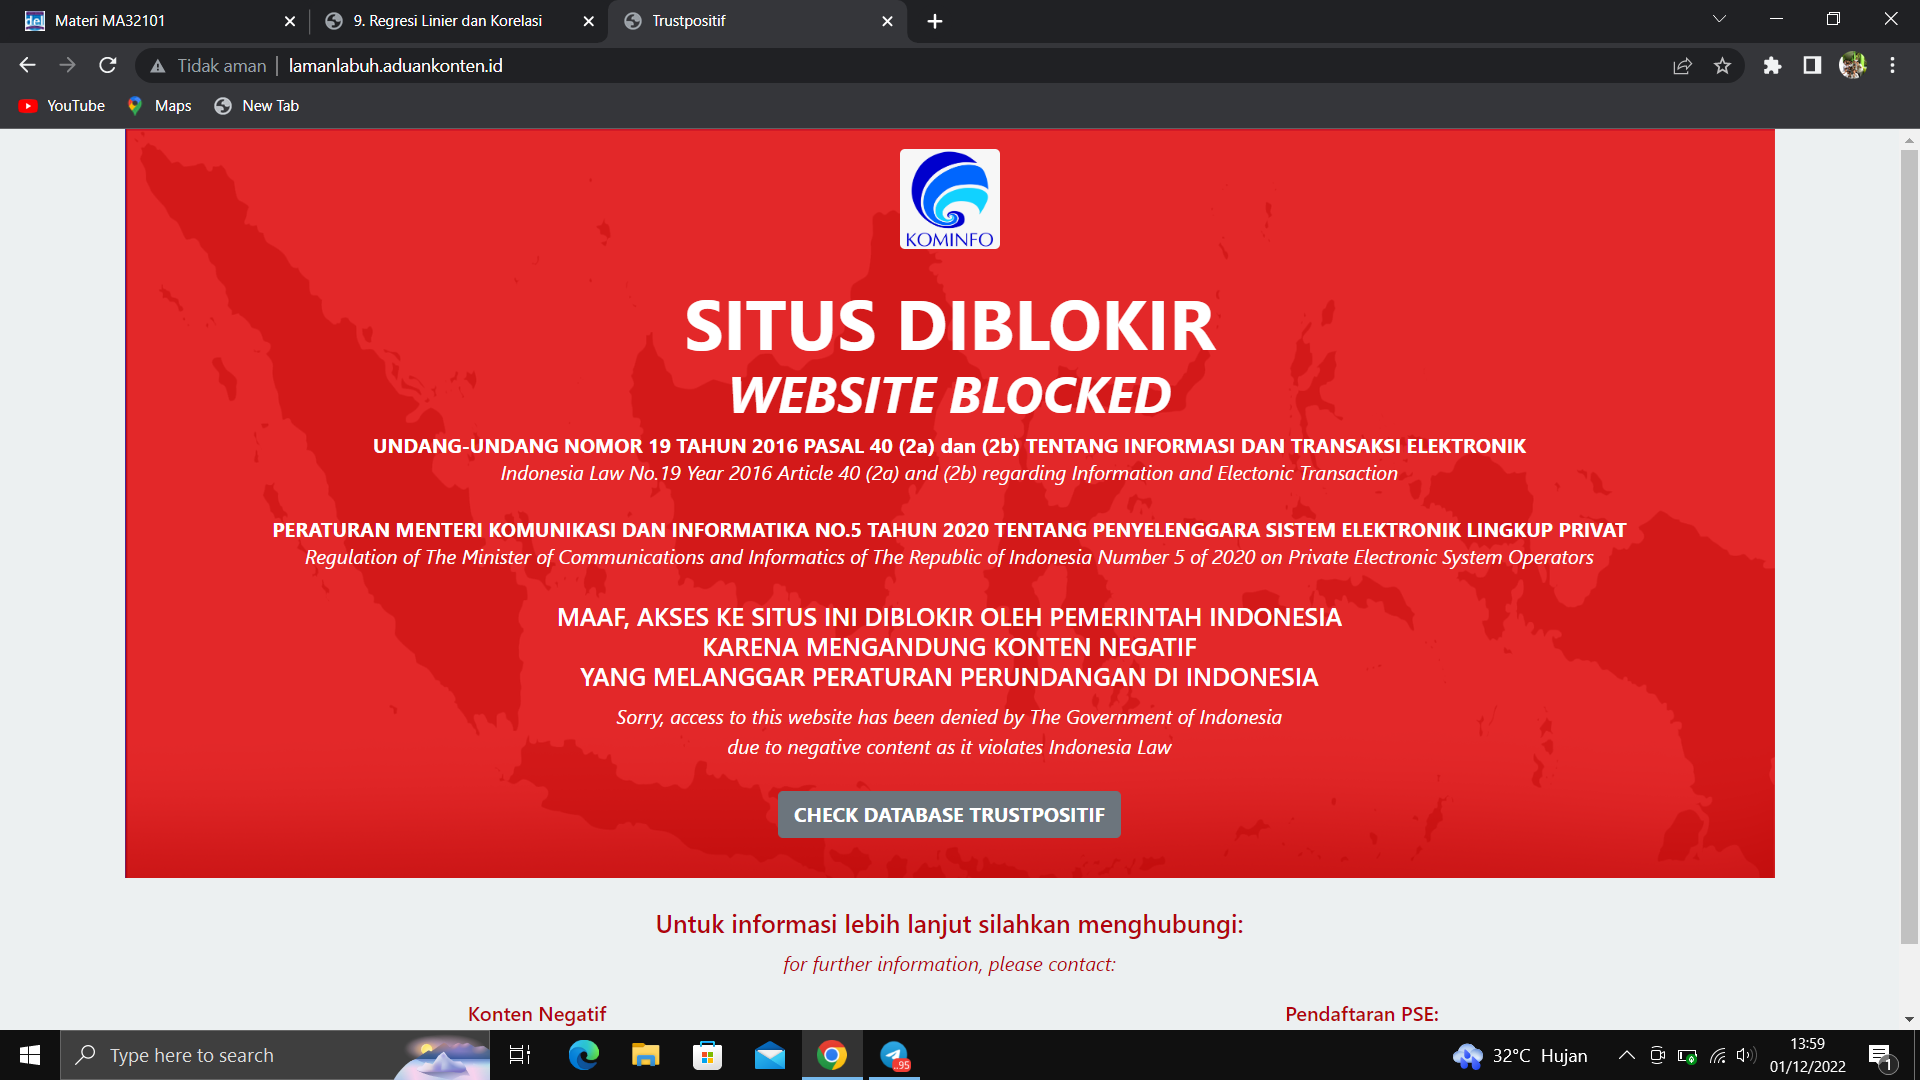 del Materi MA32101
9. Regresi Linier dan Korelasi
Trustpositif
Tidak aman
lamanlabuh.aduankonten.id
YouTube
Maps
New Tab
KOMINFO
SITUS DIBLOKIR
WEBSITE BLOCKED
UNDANG-UNDANG NOMOR 19 TAHUN 2016 PASAL 40 (2a) dan (2b) TENTANG INFORMASI DAN TRANSAKSI ELEKTRONIK
Indonesia Law No.19 Year 2016 Article 40 (2a) and (2b) regarding Information and Electonic Transaction
PERATURAN MENTERI KOMUNIKASI DAN INFORMATIKA NO.5 TAHUN 2020 TENTANG PENYELENGGARA SISTEM ELEKTRONIK LINGKUP PRIVAT
Regulation of The Minister of Communications and Informatics of The Republic of Indonesia Number 5 of 2020 on Private Electronic System Operators
MAAF, AKSES KE SITUS INI DIBLOKIR OLEH PEMERINTAH INDONESIA
KARENA MENGANDUNG KONTEN NEGATIF
YANG MELANGGAR PERATURAN PERUNDANGAN DI INDONESIA
Sorry, access to this website has been denied by The Government of Indonesia
due to negative content as it violates Indonesia Law
CHECK DATABASE TRUSTPOSITIF
Untuk informasi lebih lanjut silahkan menghubungi:
for further information, please contact:
Konten Negatif
Pendaftaran PSE:
Type here to search
.95
32°C Hujan
13:59
01/12/2022
1